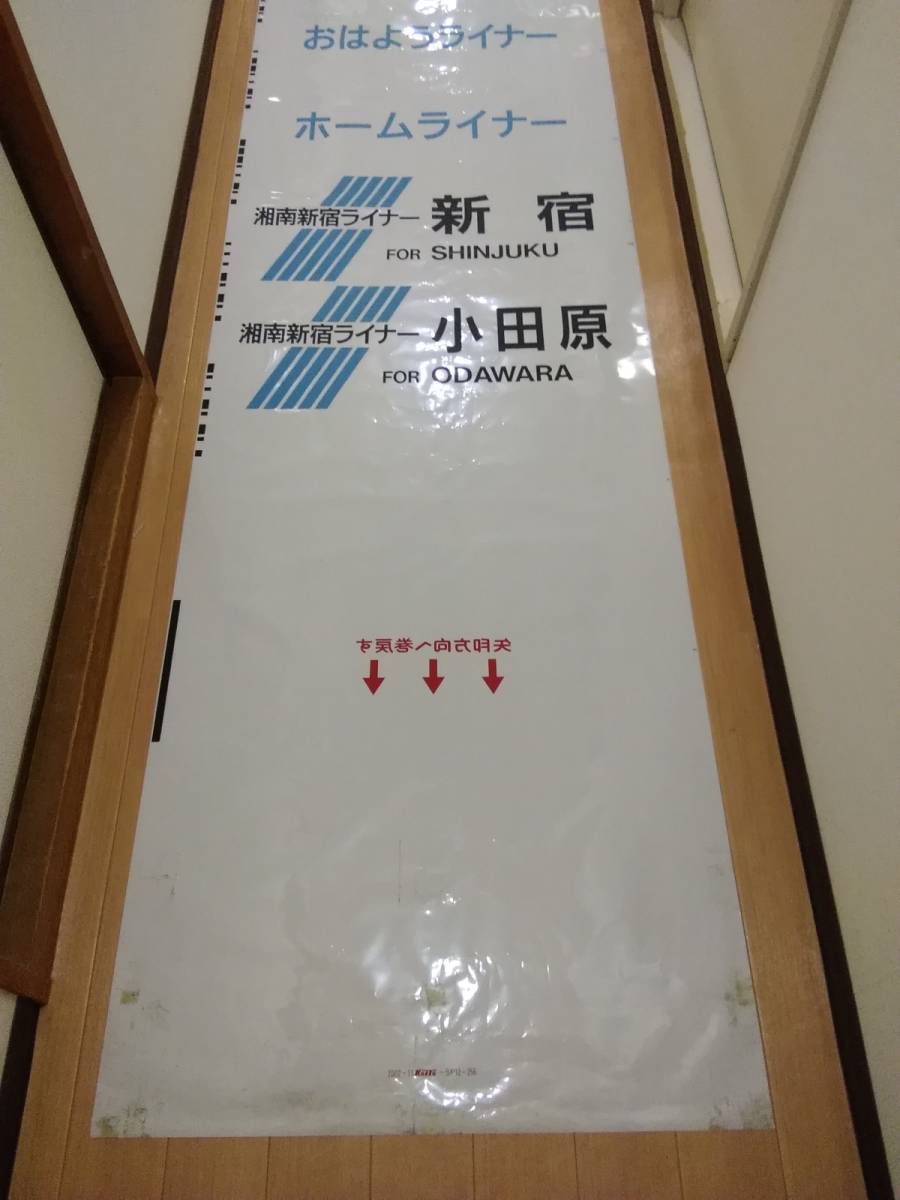 おはようライナー
ホームライナー
湘南新宿ライナー 新宿
FOR SHINJUKU
湘南新宿ライナー 小田原
FOR ODAWARA
矢印方向へ巻戻す